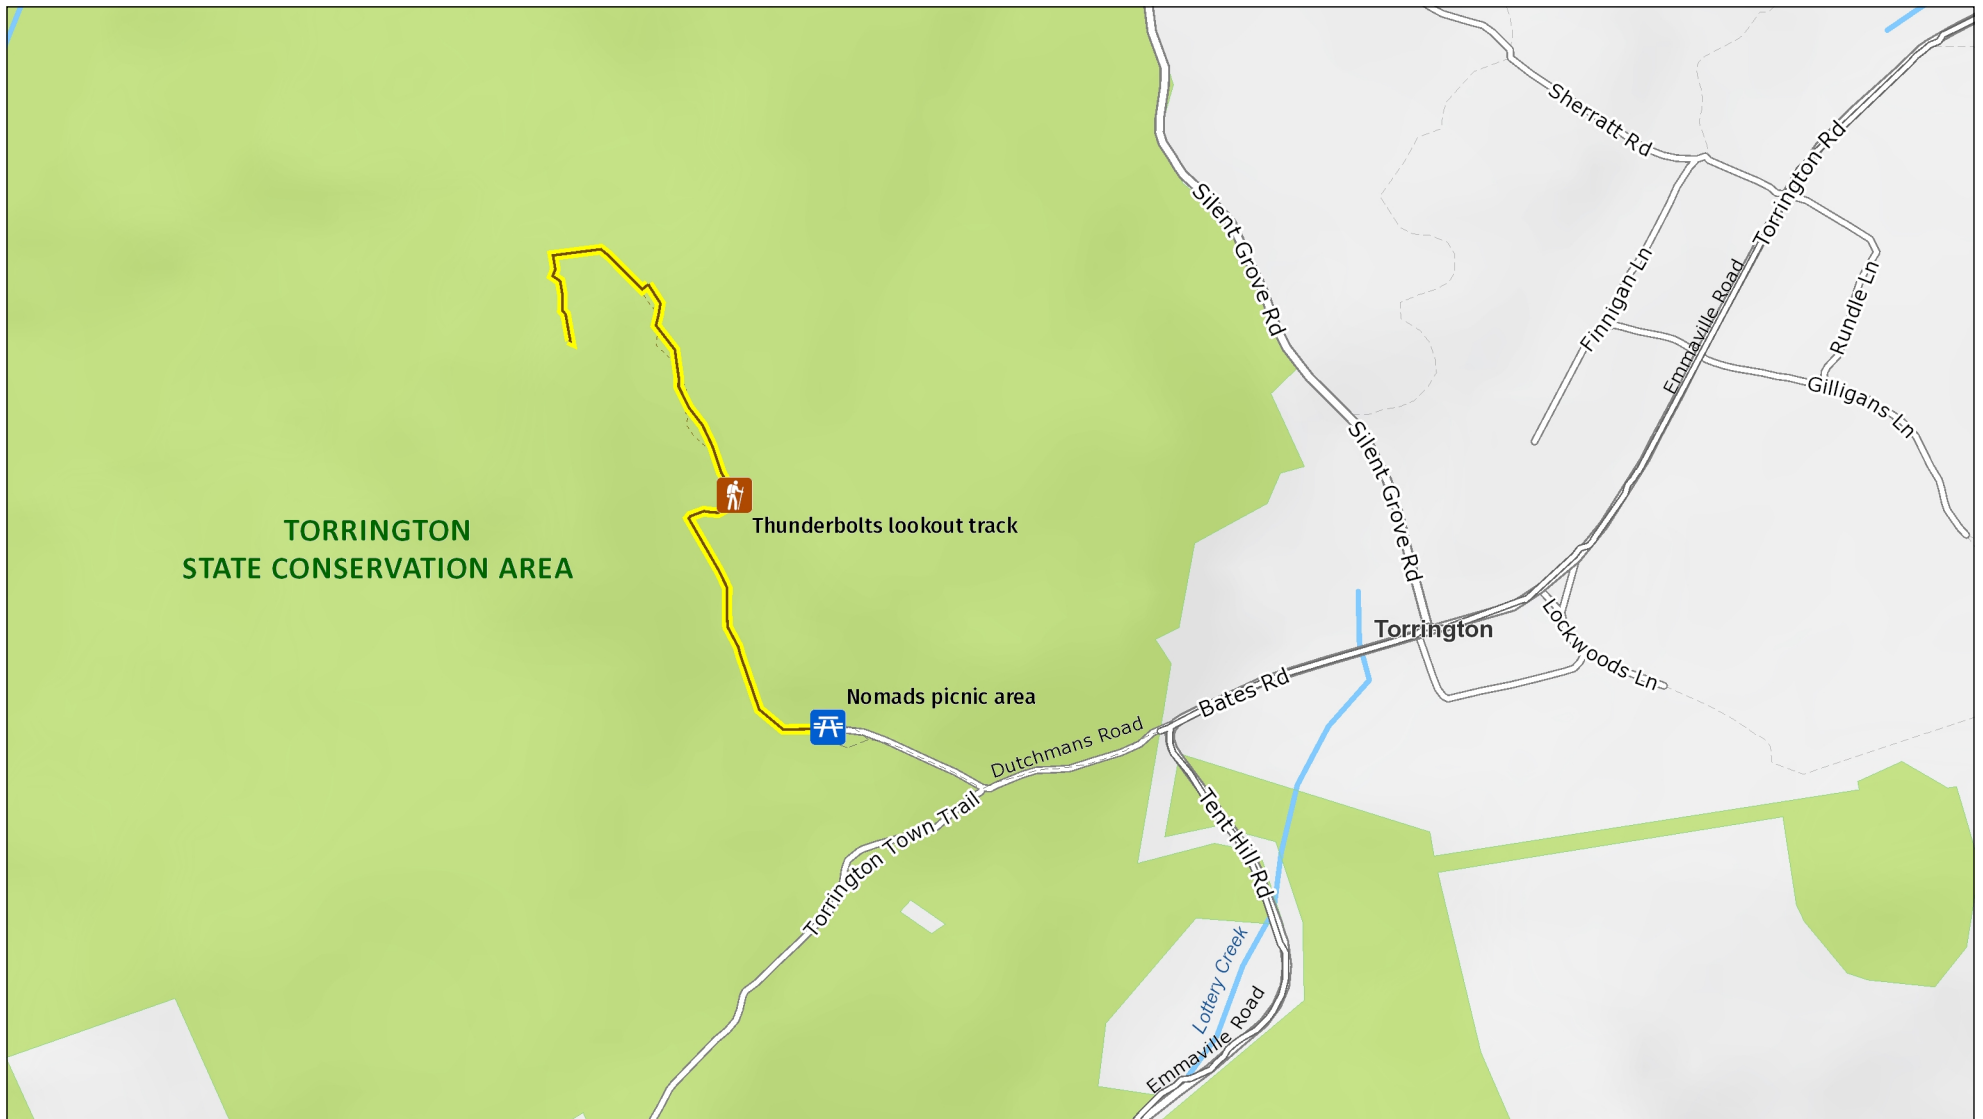 Sherratt Rd
Torrington Rd
Silent Grove Rd
Finnigan Ln
Emmaville Road
Rundle Ln
Gilligans Ln
Silent Grove Rd
Thunderbolts lookout track
TORRINGTON
STATE CONSERVATION AREA
Torrington
Lockwoods Ln
Bates Rd
Nomads picnic area
Dutchmans Road
Torrington Town Trail
Tent Hill Rd
Lottery Creek
Emmaville Road